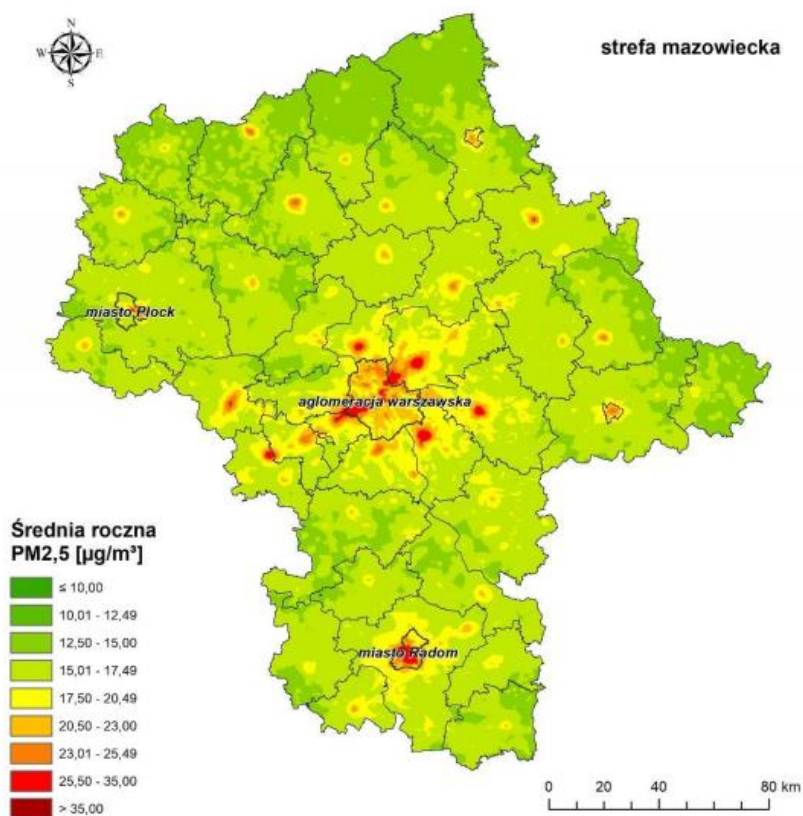 N
W E
S
strefa mazowiecka
miasto Płock
aglomeracja warszawska
miasto Radom
Średnia roczna
PM2,5 [µg/m³]
≤ 10,00
10,01 - 12,49
12,50 - 15,00
15,01 - 17,49
17,50 - 20,49
20,50 - 23,00
23,01 - 25,49
25,50 - 35,00
> 35,00
0 20 40 80 km